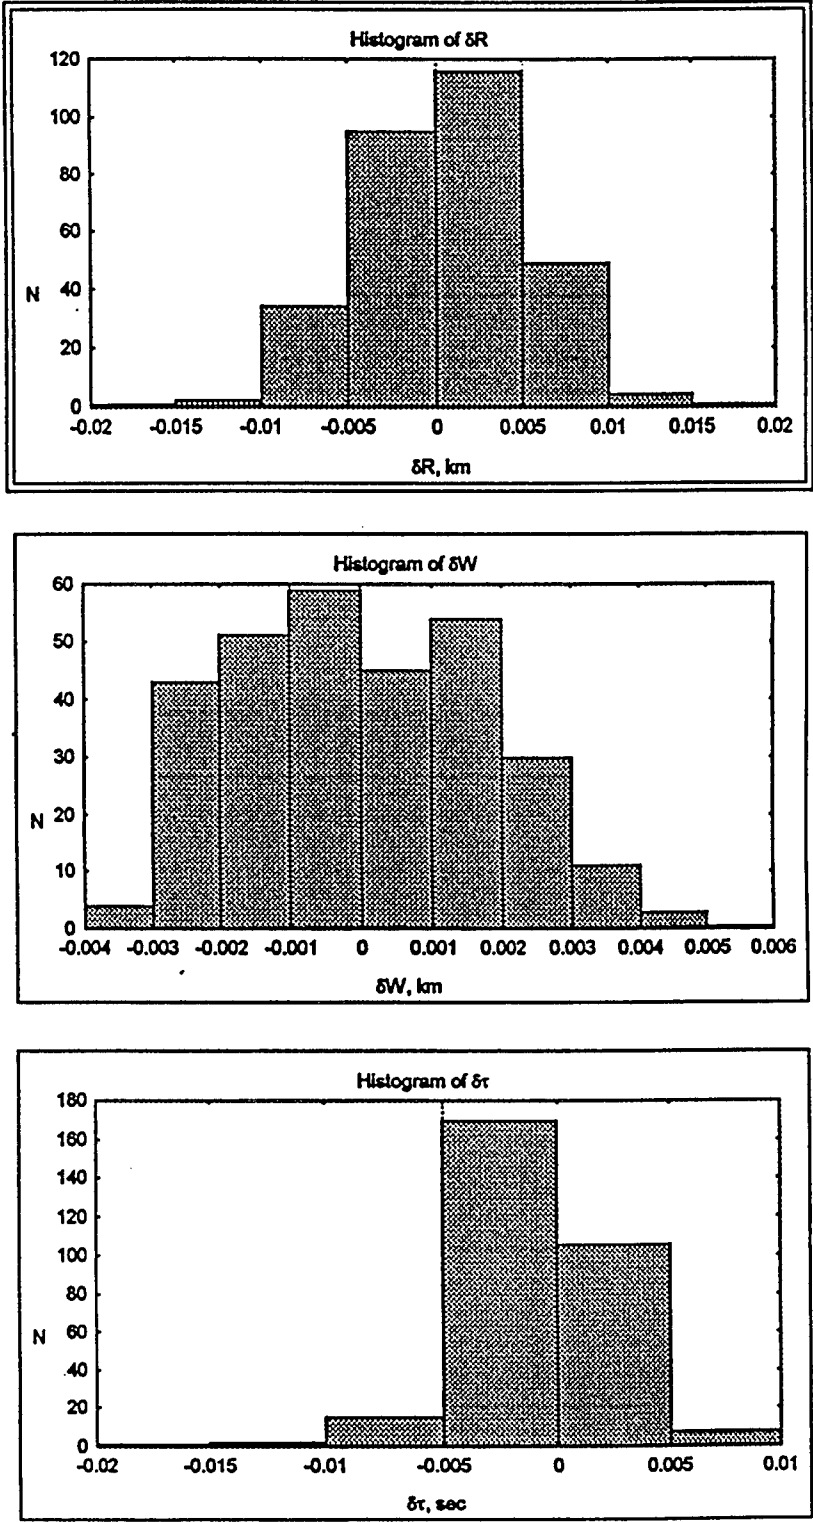 Histogram of δR
120
100
80
60
40
20
0
N
-0.02 -0.015 -0.01 -0.005 0 0.005 0.01 0.015 0.02
δR, km
Histogram of δW
60
50
40
30
20
10
0
N
-0.004 -0.003 -0.002 -0.001 0 0.001 0.002 0.003 0.004 0.005 0.006
δW, km
Histogram of δτ
180
160
140
120
100
80
60
40
20
0
N
-0.02 -0.015 -0.01 -0.005 0 0.005 0.01
δτ, sec